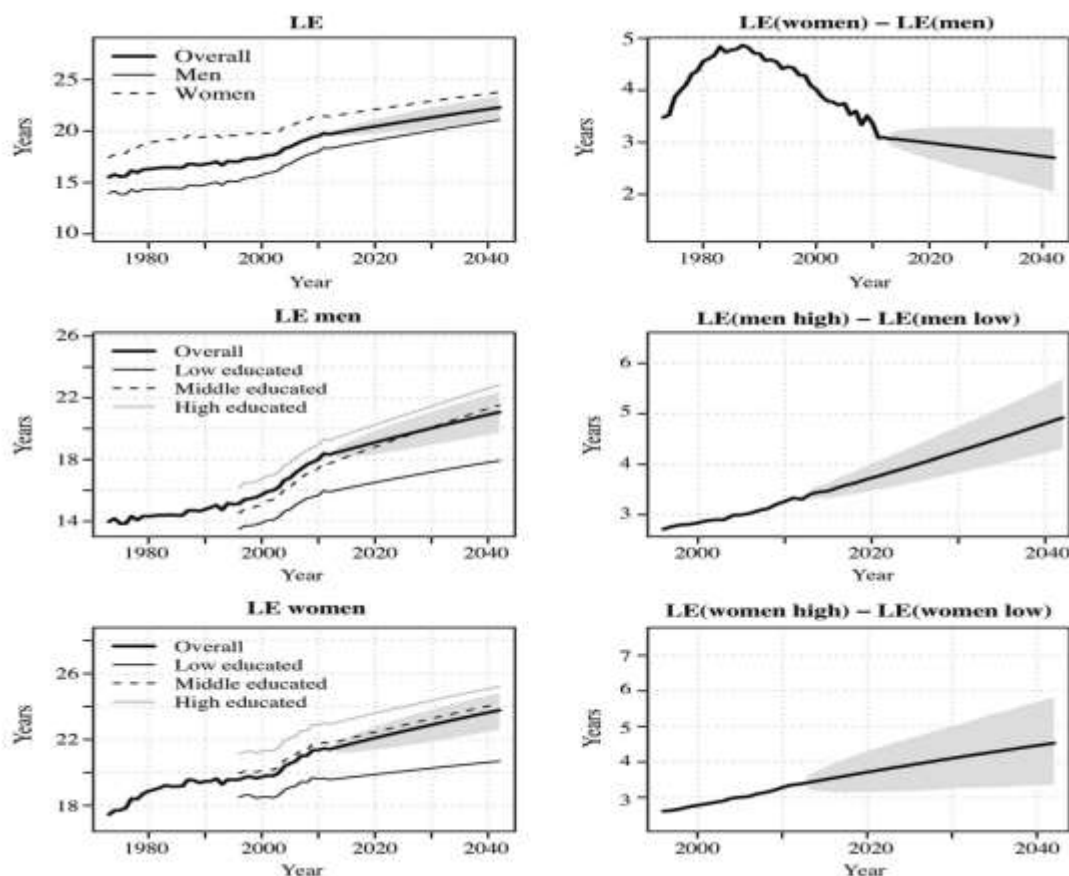 LE
Overall
Men
Women
Years
25
20
15
10
1980 2000 2020 2040
Year
LE(women) – LE(men)
Years
5
4
3
2
1980 2000 2020 2040
Year
LE men
Overall
Low educated
Middle educated
High educated
Years
26
22
18
14
1980 2000 2020 2040
Year
LE(men high) – LE(men low)
Years
6
5
4
3
2000 2020 2040
Year
LE women
Overall
Low educated
Middle educated
High educated
Years
26
22
18
1980 2000 2020 2040
Year
LE(women high) – LE(women low)
Years
7
6
5
4
3
2000 2020 2040
Year